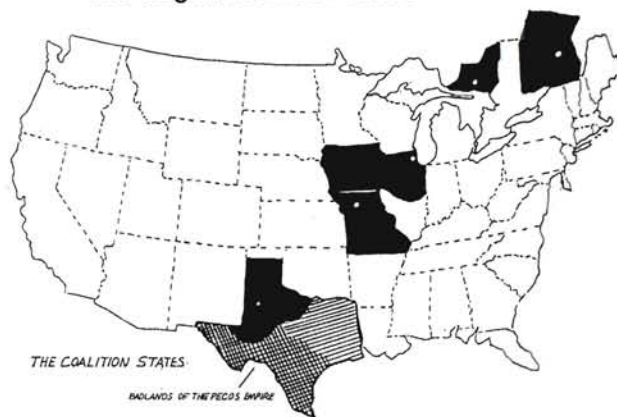 THE COALITION STATES
BADLANDS OF THE PECOS EMPIRE